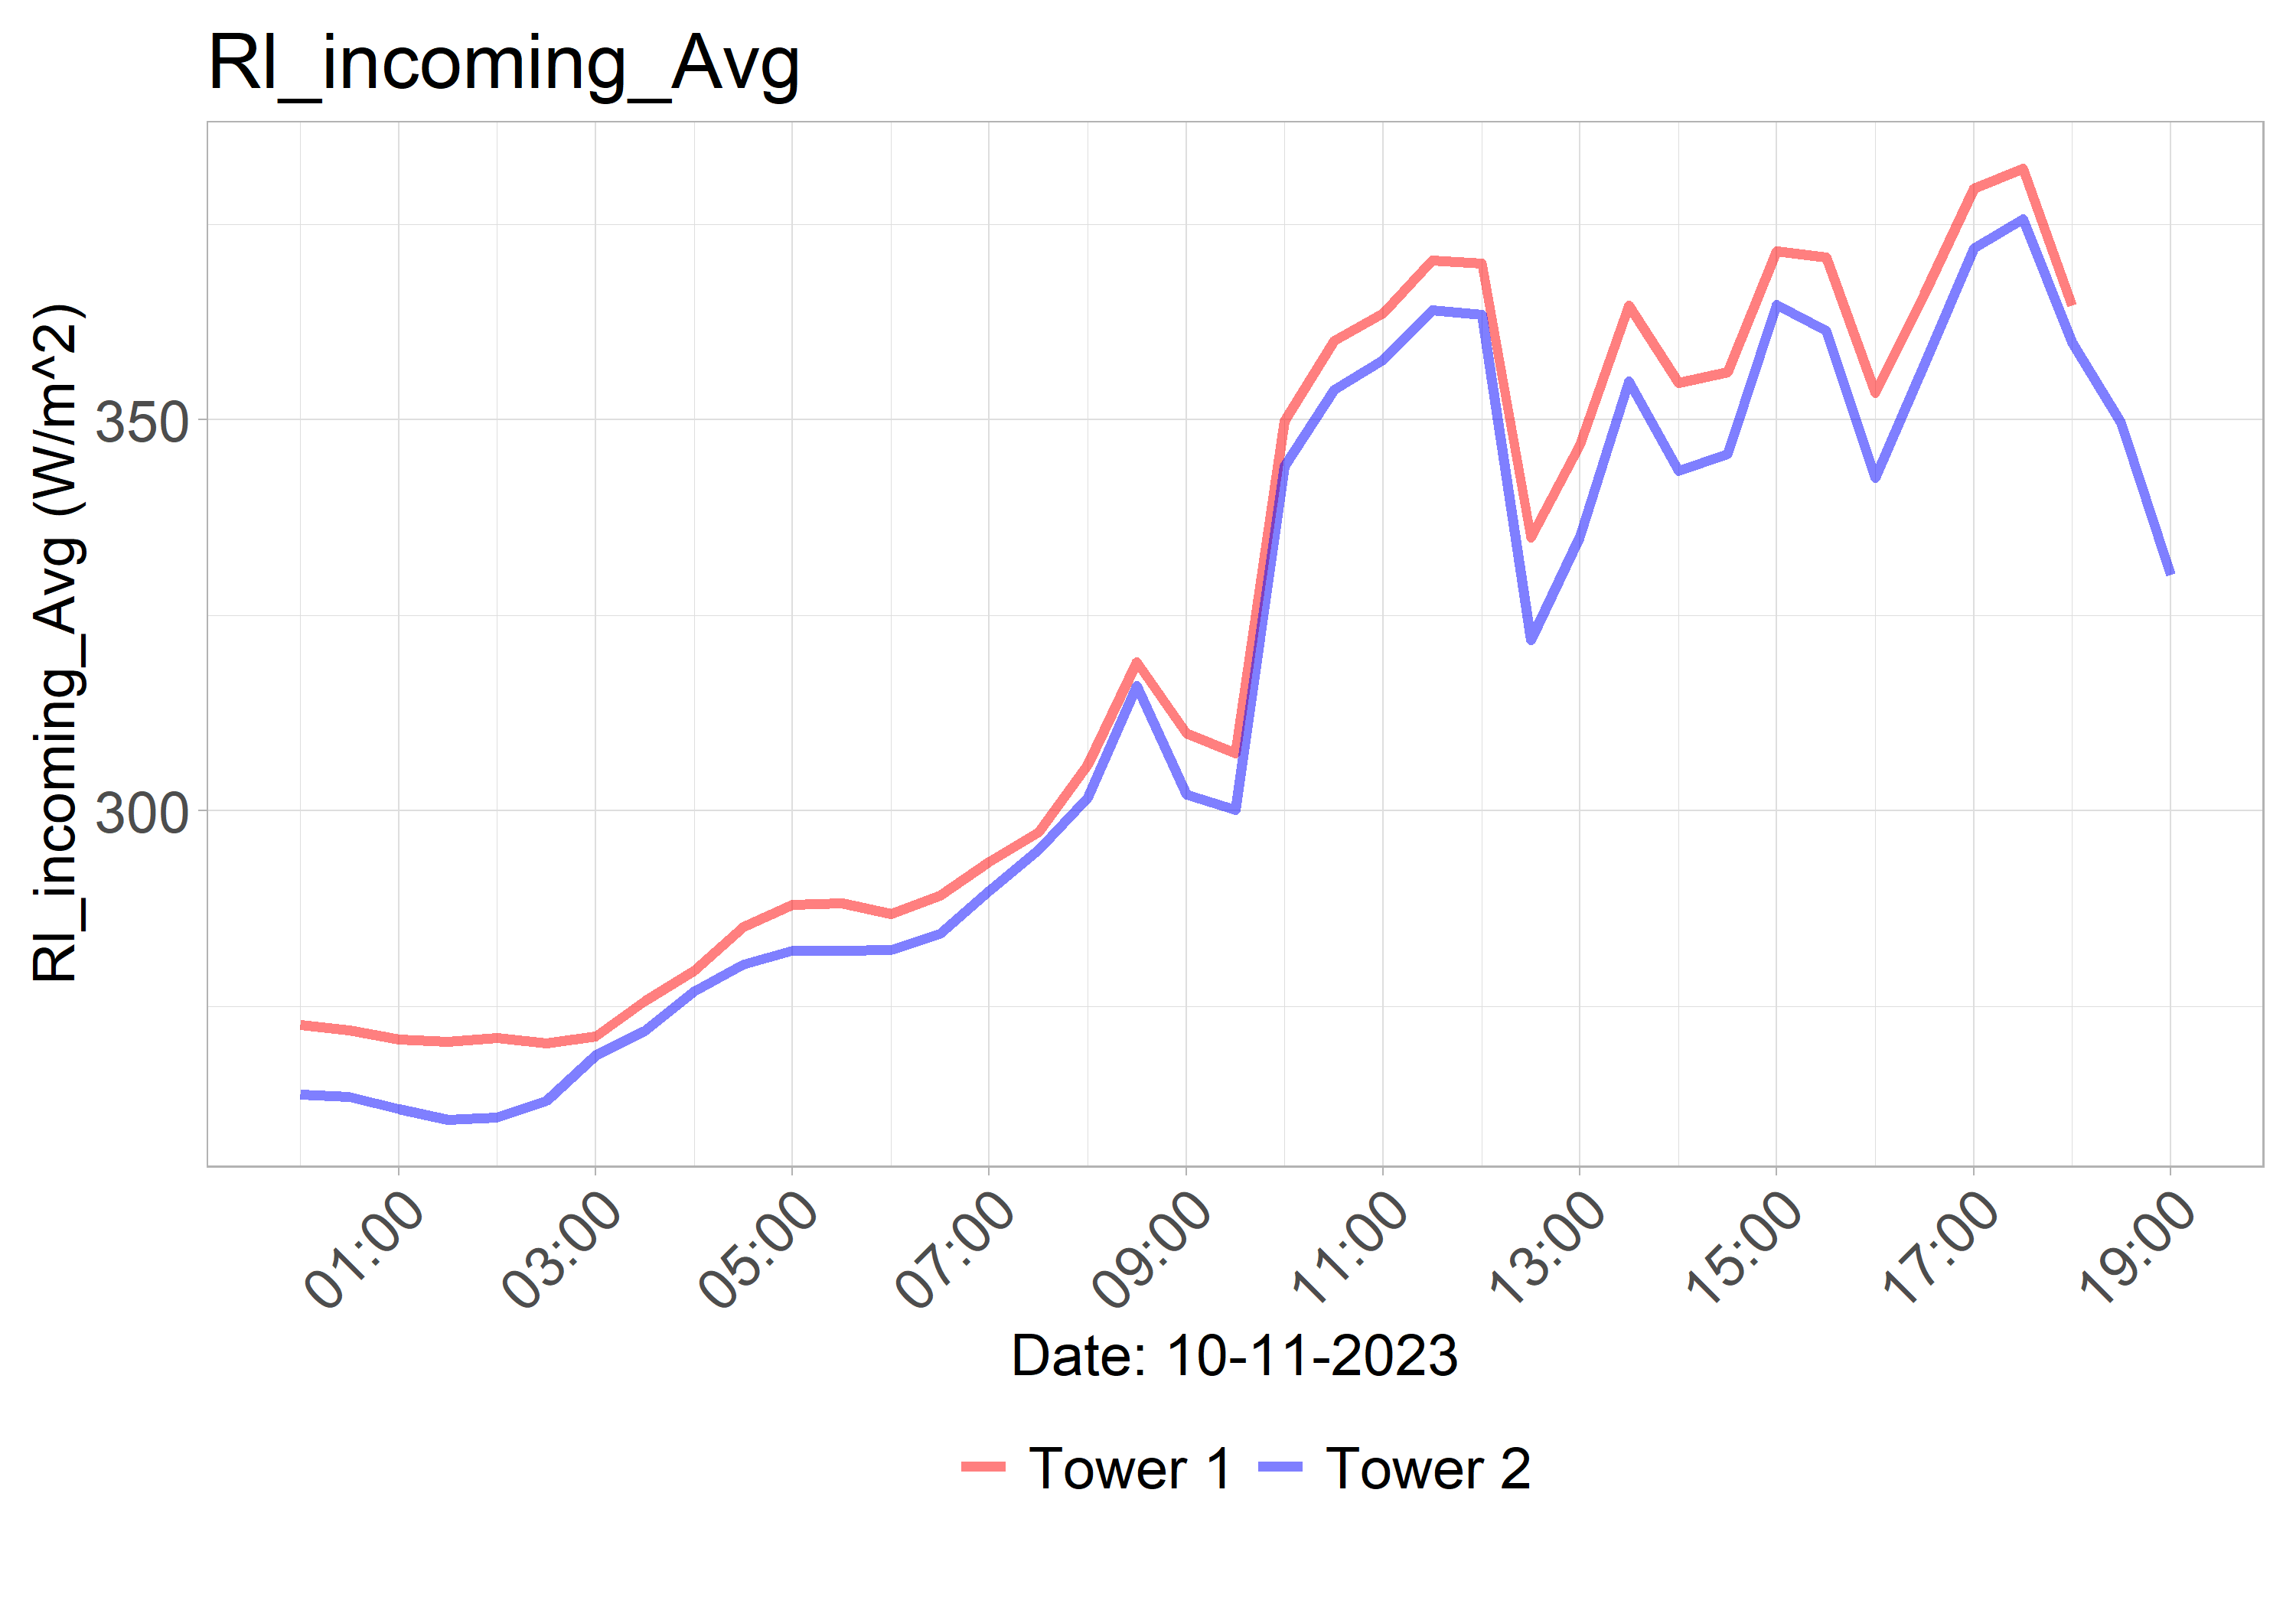 Rl_incoming_Avg
Rl_incoming_Avg (W/m^2)
350
300
01:00 03:00 05:00 07:00 09:00 11:00 13:00 15:00 17:00 19:00
Date: 10-11-2023
Tower 1 Tower 2